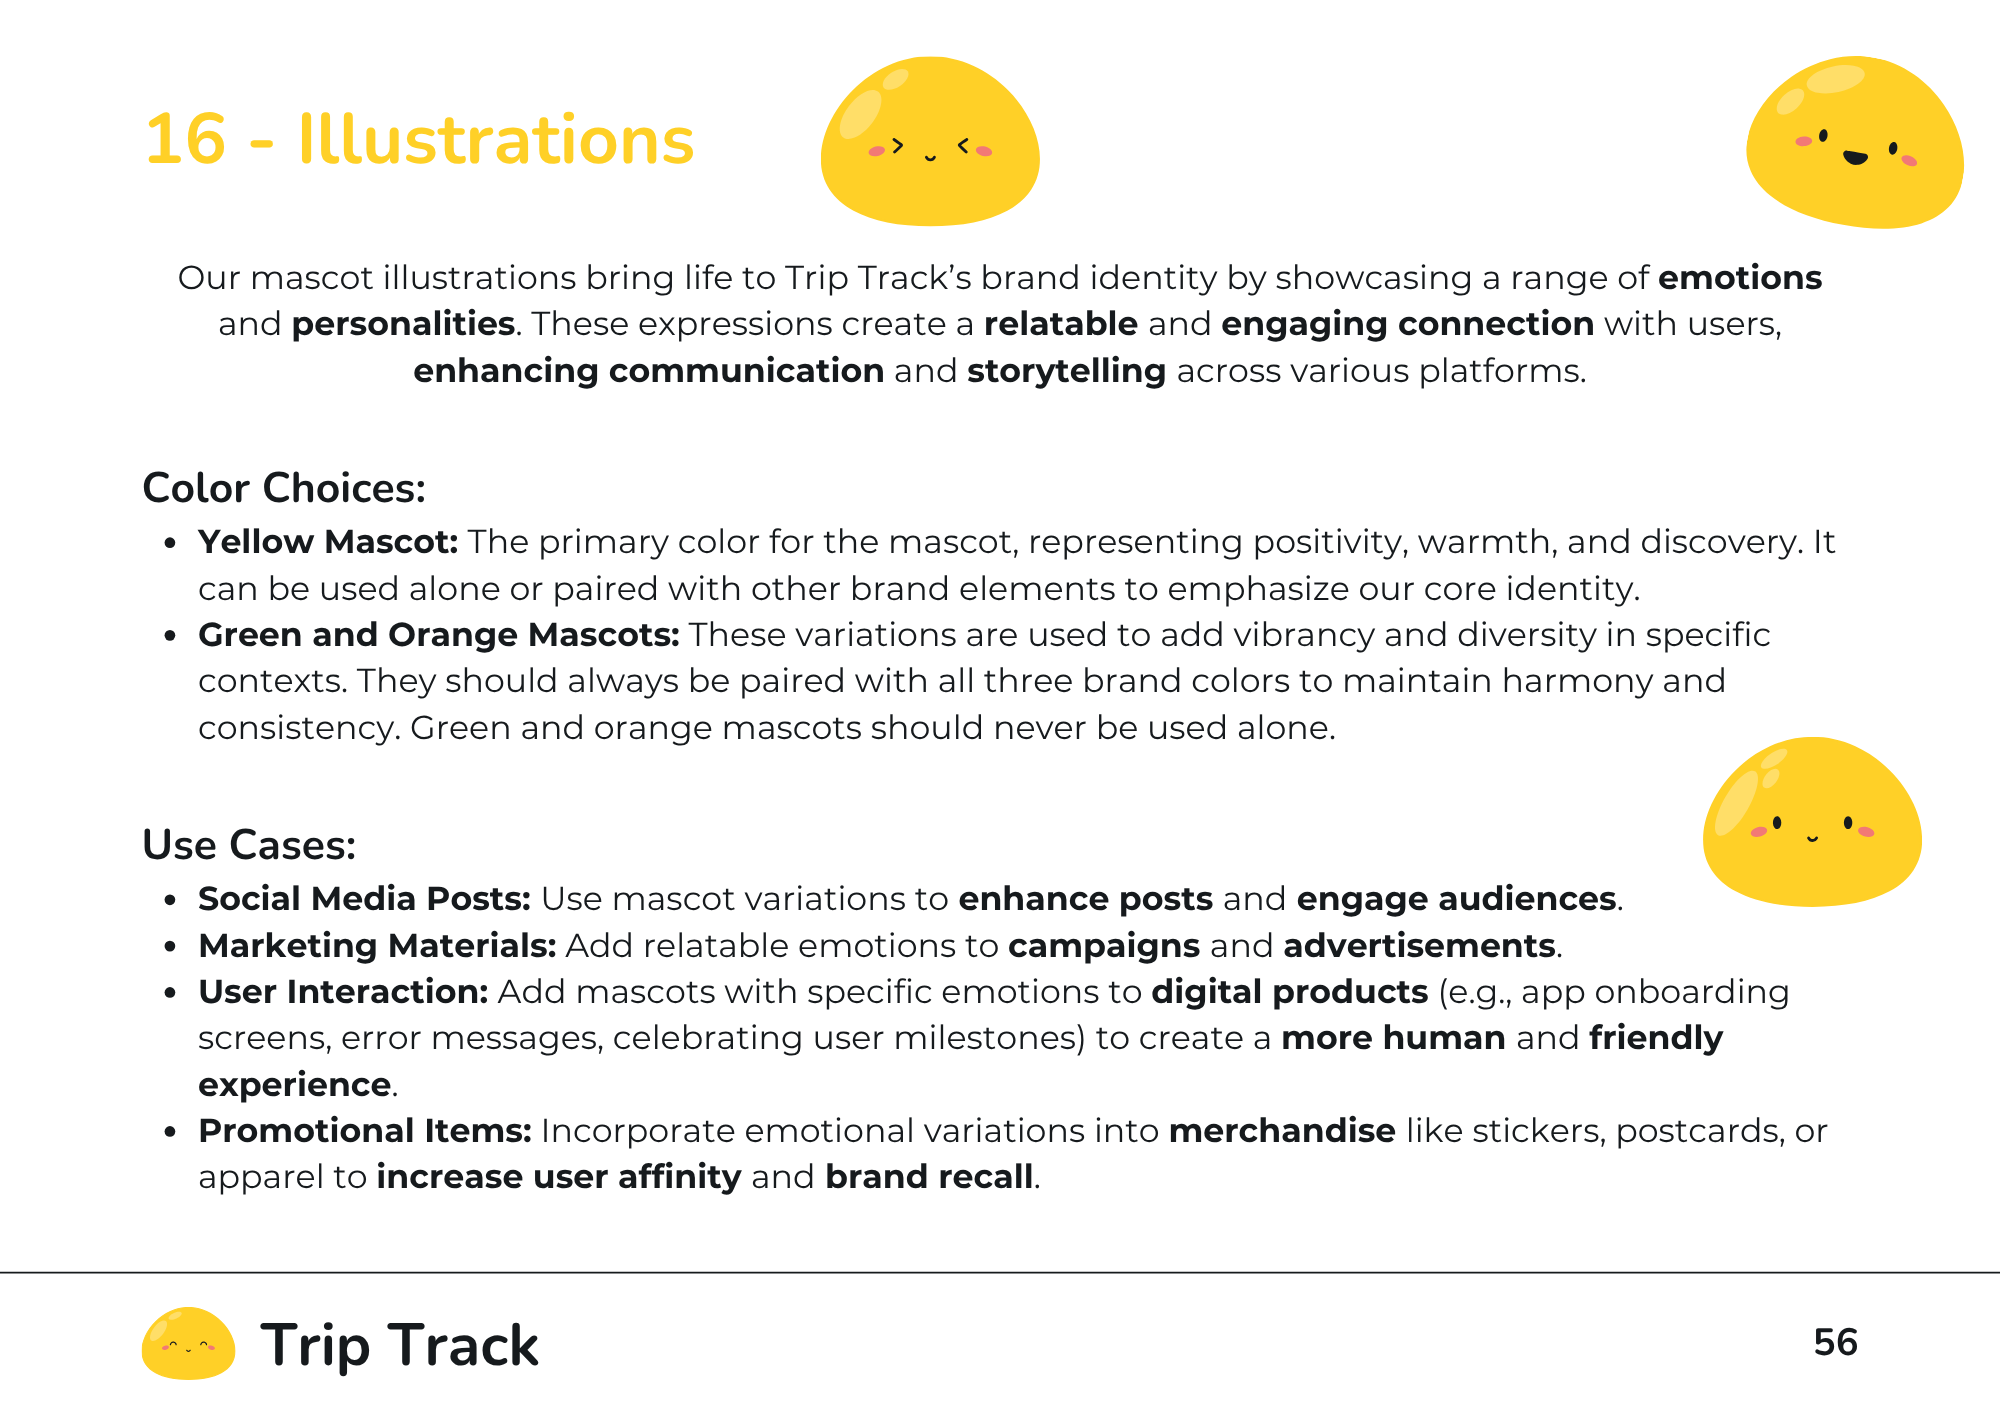 16 - Illustrations
Our mascot illustrations bring life to Trip Track’s brand identity by showcasing a range of emotions
and personalities. These expressions create a relatable and engaging connection with users,
enhancing communication and storytelling across various platforms.
Color Choices:
• Yellow Mascot: The primary color for the mascot, representing positivity, warmth, and discovery. It
can be used alone or paired with other brand elements to emphasize our core identity.
• Green and Orange Mascots: These variations are used to add vibrancy and diversity in specific
contexts. They should always be paired with all three brand colors to maintain harmony and
consistency. Green and orange mascots should never be used alone.
Use Cases:
• Social Media Posts: Use mascot variations to enhance posts and engage audiences.
• Marketing Materials: Add relatable emotions to campaigns and advertisements.
• User Interaction: Add mascots with specific emotions to digital products (e.g., app onboarding
screens, error messages, celebrating user milestones) to create a more human and friendly
experience.
• Promotional Items: Incorporate emotional variations into merchandise like stickers, postcards, or
apparel to increase user affinity and brand recall.
Trip Track
56